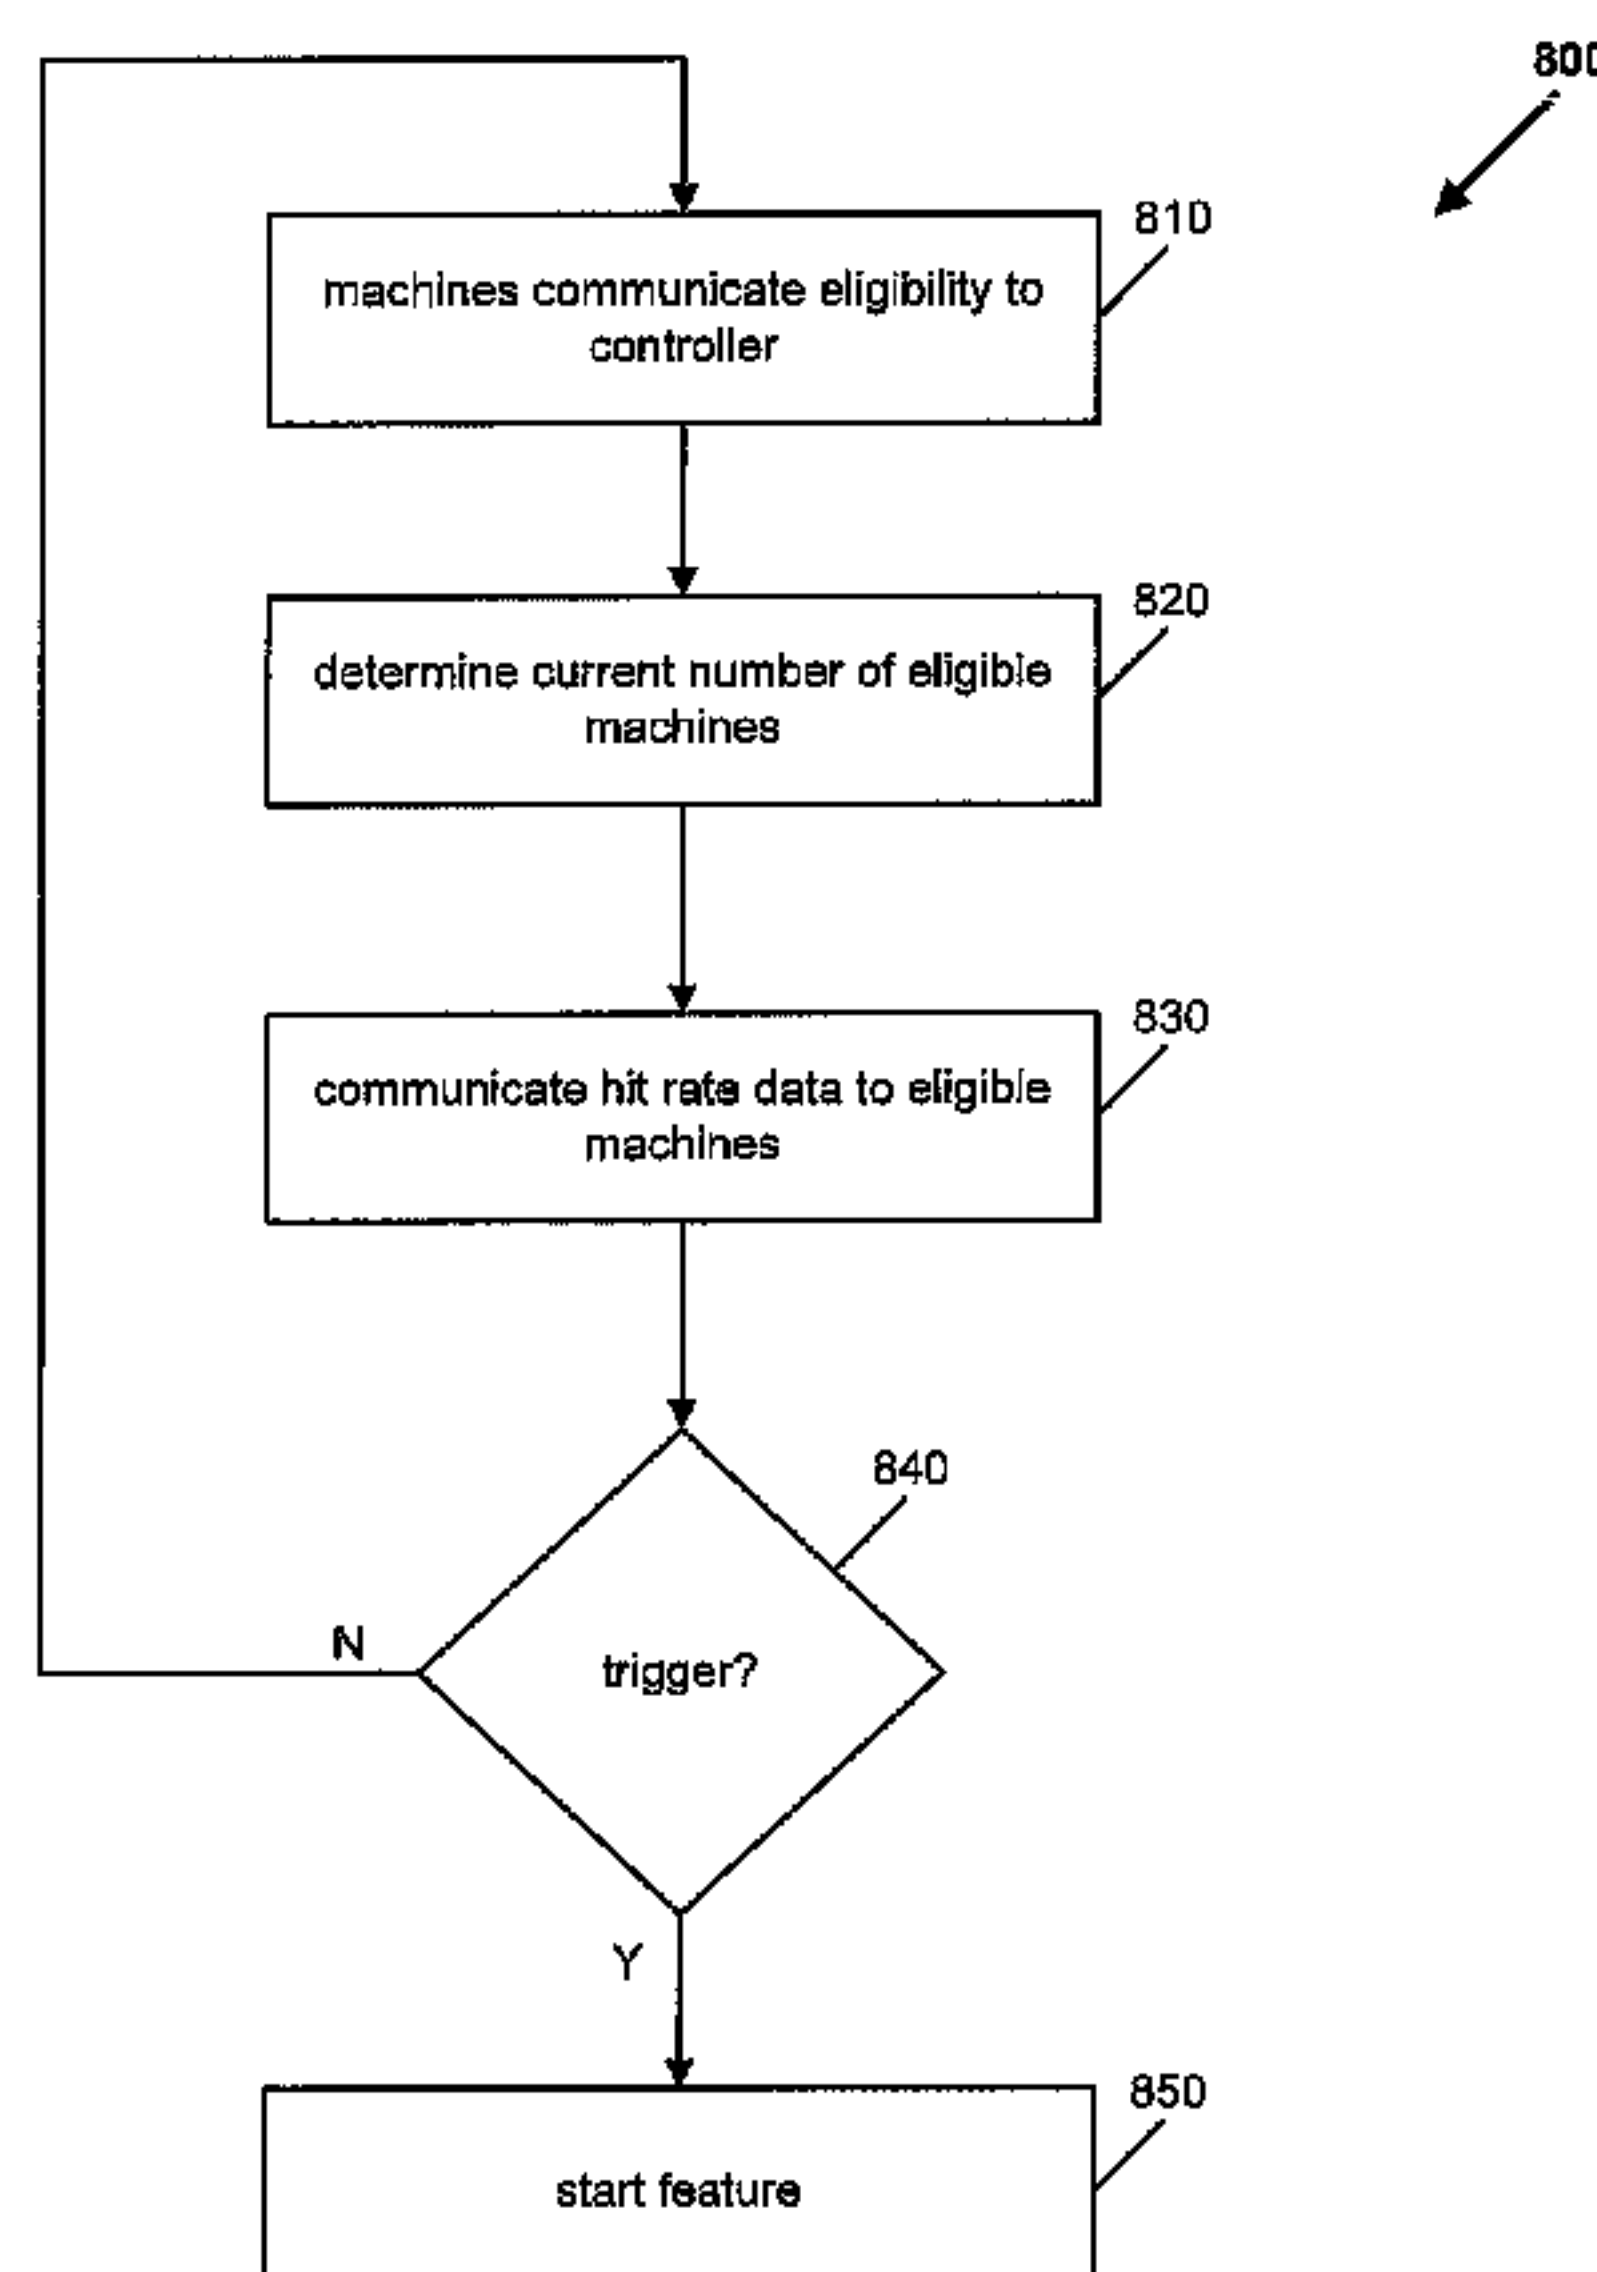 800
810
machines communicate eligibility to
controller
820
determine current number of eligible
machines
830
communicate hit rate data to eligible
machines
840
trigger?
N
Y
850
start feature